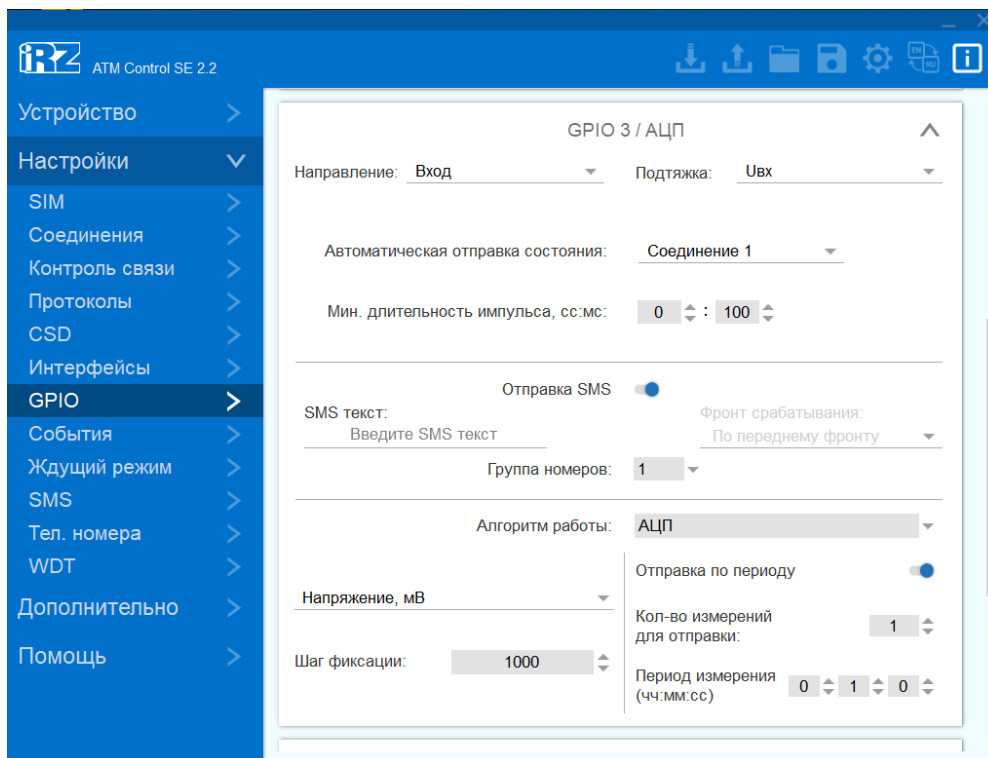 iRZ ATM Control SE 2.2
EN RU i
Устройство
Настройки
SIM
Соединения
Контроль связи
Протоколы
CSD
Интерфейсы
GPIO
События
Ждущий режим
SMS
Тел. номера
WDT
Дополнительно
Помощь
GPIO 3 / АЦП
Направление: Вход Подтяжка: Uвх
Автоматическая отправка состояния: Соединение 1
Мин. длительность импульса, сс:мс: 0 : 100
Отправка SMS
SMS текст: Фронт срабатывания:
Введите SMS текст По переднему фронту
Группа номеров: 1
Алгоритм работы: АЦП
Отправка по периоду
Напряжение, мВ
Кол-во измерений
для отправки: 1
Шаг фиксации: 1000
Период измерения
(чч:мм:сс) 0 1 0